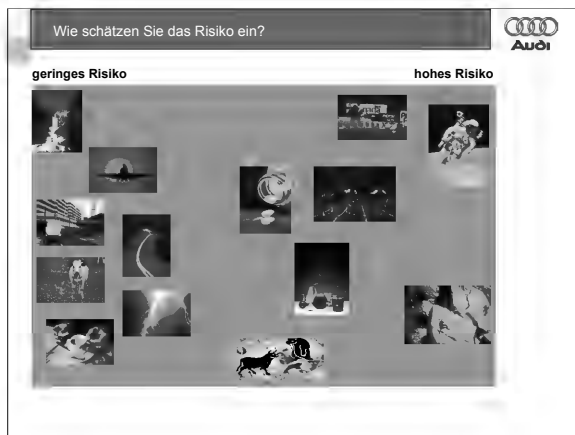 Wie schätzen Sie das Risiko ein?
Audi
geringes Risiko
hohes Risiko